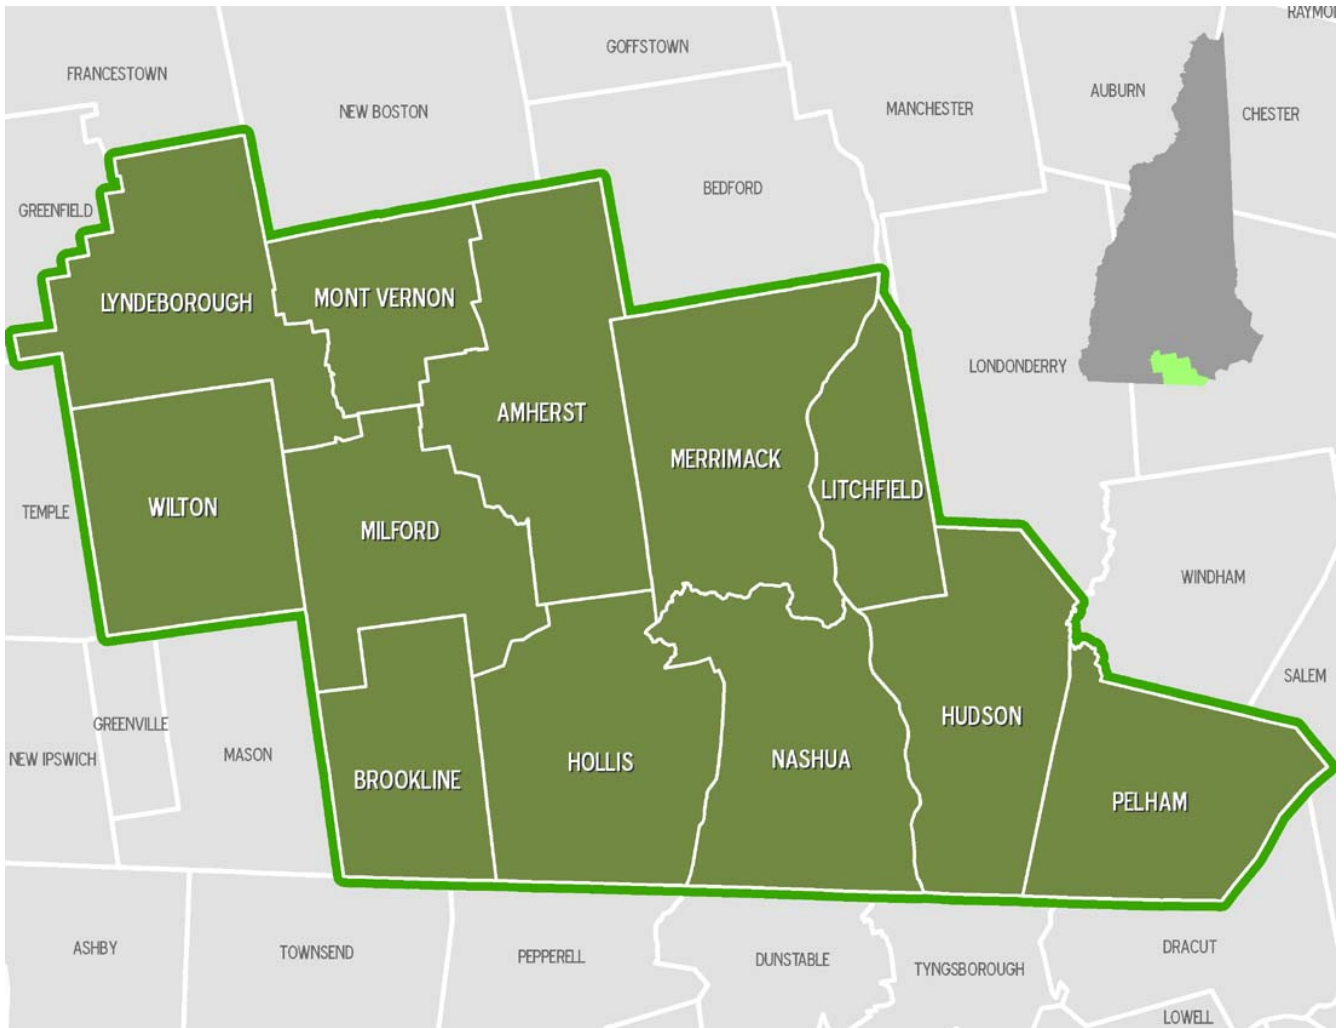 RAYMO
GOFFSTOWN
FRANCESTOWN
AUBURN
MANCHESTER
NEW BOSTON
CHESTER
BEDFORD
GREENFIELD
LYNDEBOROUGH
MONT VERNON
LONDONDERRY
AMHERST
MERRIMACK
LITCHFIELD
TEMPLE
WILTON
MILFORD
WINDHAM
SALEM
HUDSON
GREENVILLE
NEW IPSWICH
MASON
HOLLIS
NASHUA
BROOKLINE
PELHAM
ASHBY
TOWNSEND
PEPPERELL
DUNSTABLE
TYNGSBOROUGH
DRACUT
LOWELL